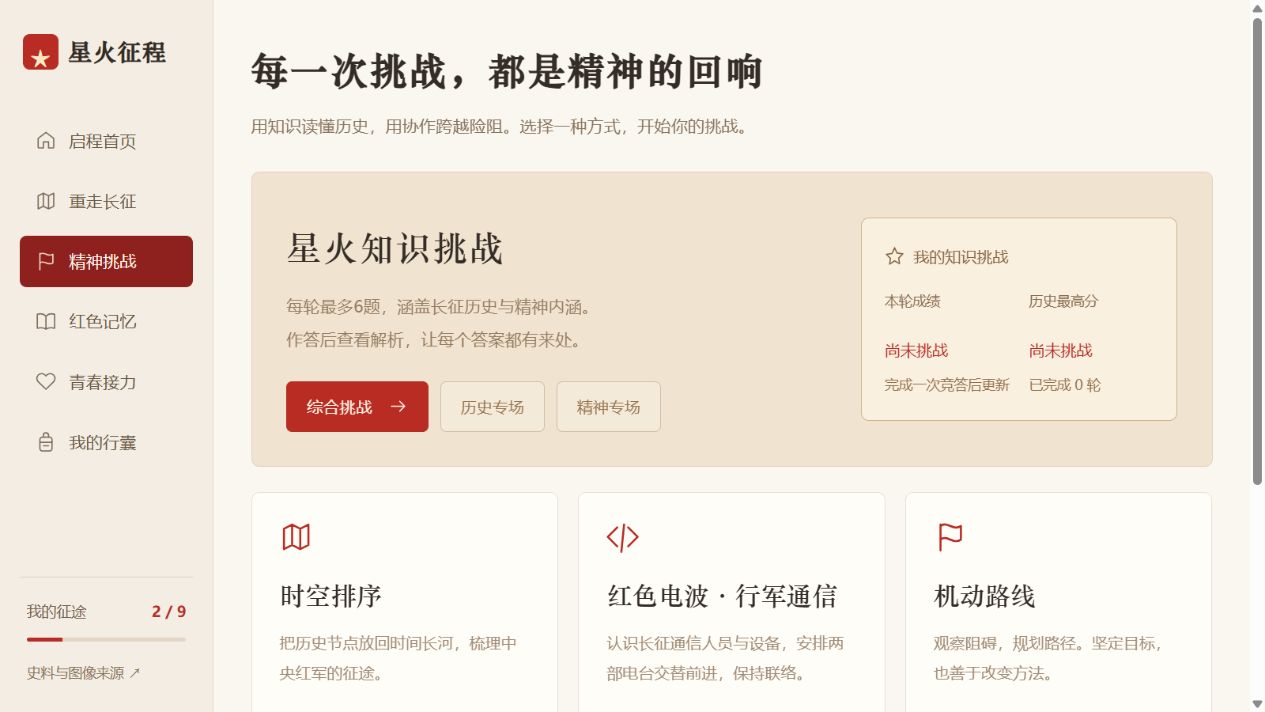 星火征程
启程首页
重走长征
精神挑战
红色记忆
青春接力
我的行囊
我的征途 2 / 9
史料与图像来源 ↗
每一次挑战，都是精神的回响
用知识读懂历史，用协作跨越险阻。选择一种方式，开始你的挑战。
星火知识挑战
每轮最多6题，涵盖长征历史与精神内涵。
作答后查看解析，让每个答案都有来处。
综合挑战 →
历史专场
精神专场
我的知识挑战
本轮成绩 历史最高分
尚未挑战 尚未挑战
完成一次竞答后更新 已完成 0 轮
时空排序
把历史节点放回时间长河，梳理中
央红军的征途。
红色电波 · 行军通信
认识长征通信人员与设备，安排两
部电台交替前进，保持联络。
机动路线
观察阻碍，规划路径。坚定目标，
也善于改变方法。